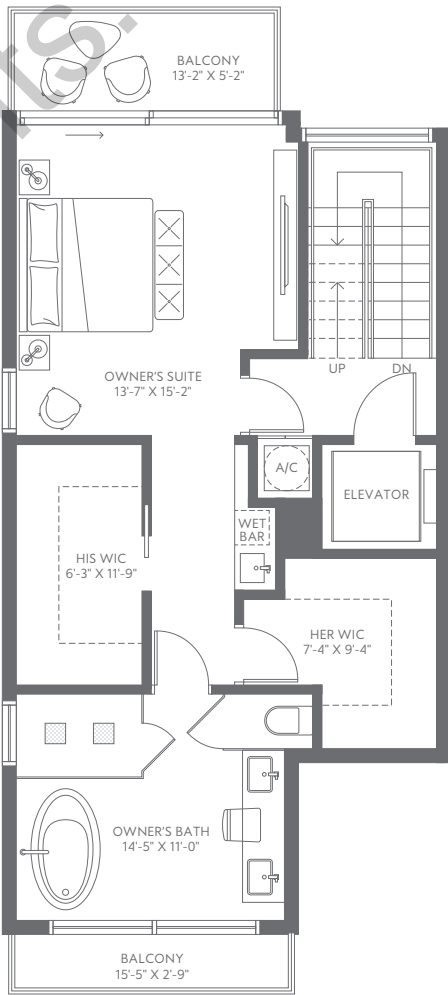 BALCONY
13'-2" X 5'-2"
OWNER'S SUITE
13'-7" X 15'-2"
UP
DN
A/C
ELEVATOR
WET
BAR
HIS WIC
6'-3" X 11'-9"
HER WIC
7'-4" X 9'-4"
OWNER'S BATH
14'-5" X 11'-0"
BALCONY
15'-5" X 2'-9"